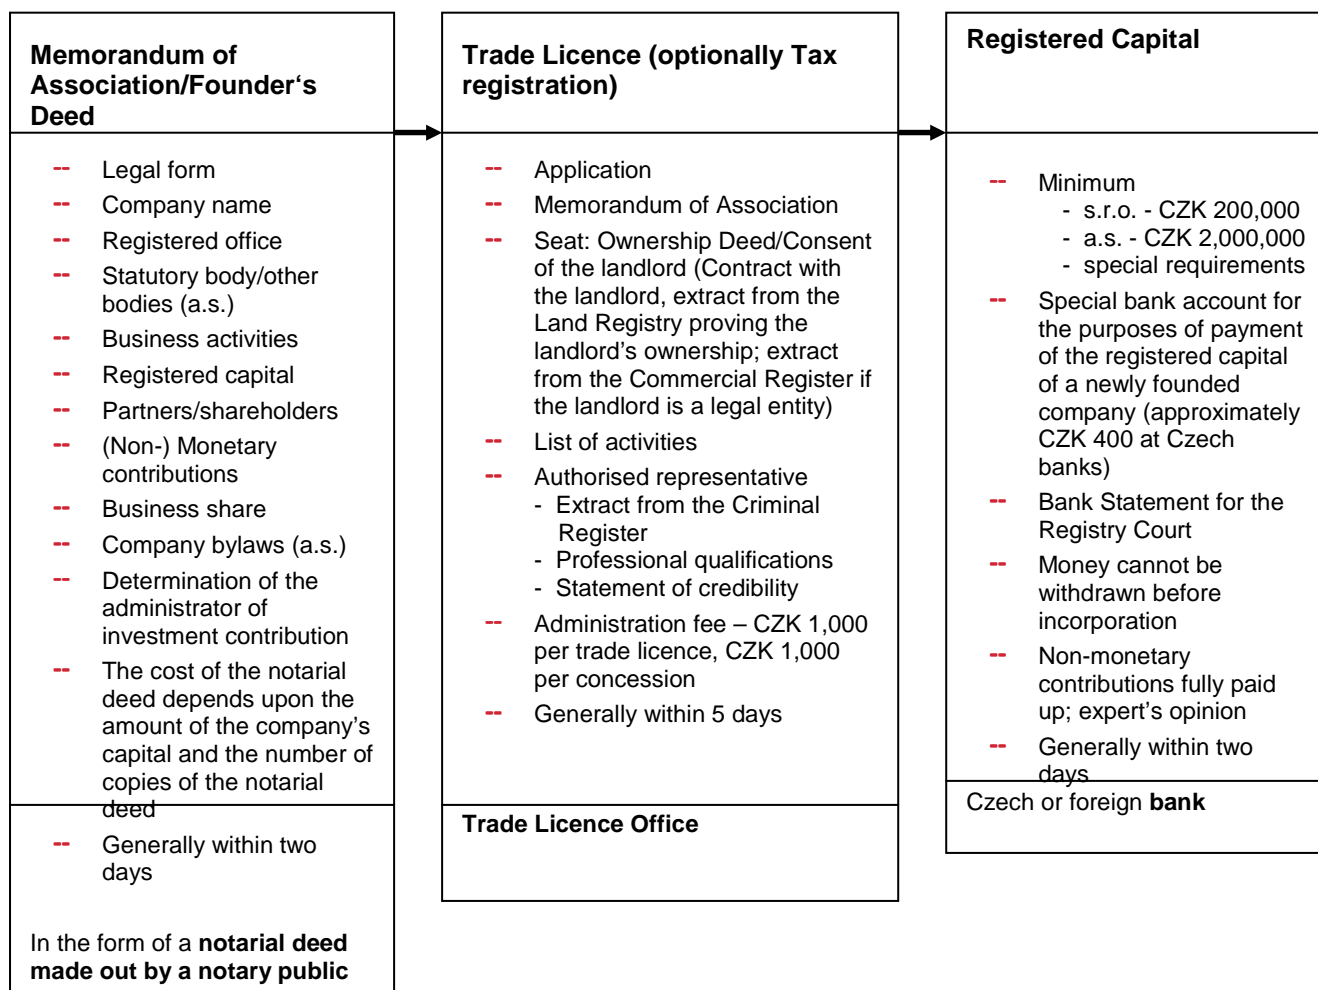 Memorandum of
Association/Founder‘s
Deed
-- Legal form
-- Company name
-- Registered office
-- Statutory body/other
bodies (a.s.)
-- Business activities
-- Registered capital
-- Partners/shareholders
-- (Non-) Monetary
contributions
-- Business share
-- Company bylaws (a.s.)
-- Determination of the
administrator of
investment contribution
-- The cost of the notarial
deed depends upon the
amount of the company’s
capital and the number of
copies of the notarial
deed
-- Generally within two
days
In the form of a notarial deed
made out by a notary public
Trade Licence (optionally Tax
registration)
-- Application
-- Memorandum of Association
-- Seat: Ownership Deed/Consent
of the landlord (Contract with
the landlord, extract from the
Land Registry proving the
landlord’s ownership; extract
from the Commercial Register if
the landlord is a legal entity)
-- List of activities
-- Authorised representative
- Extract from the Criminal
Register
- Professional qualifications
- Statement of credibility
-- Administration fee – CZK 1,000
per trade licence, CZK 1,000
per concession
-- Generally within 5 days
Trade Licence Office
Registered Capital
-- Minimum
- s.r.o. - CZK 200,000
- a.s. - CZK 2,000,000
- special requirements
-- Special bank account for
the purposes of payment
of the registered capital
of a newly founded
company (approximately
CZK 400 at Czech
banks)
-- Bank Statement for the
Registry Court
-- Money cannot be
withdrawn before
incorporation
-- Non-monetary
contributions fully paid
up; expert’s opinion
-- Generally within two
days
Czech or foreign bank